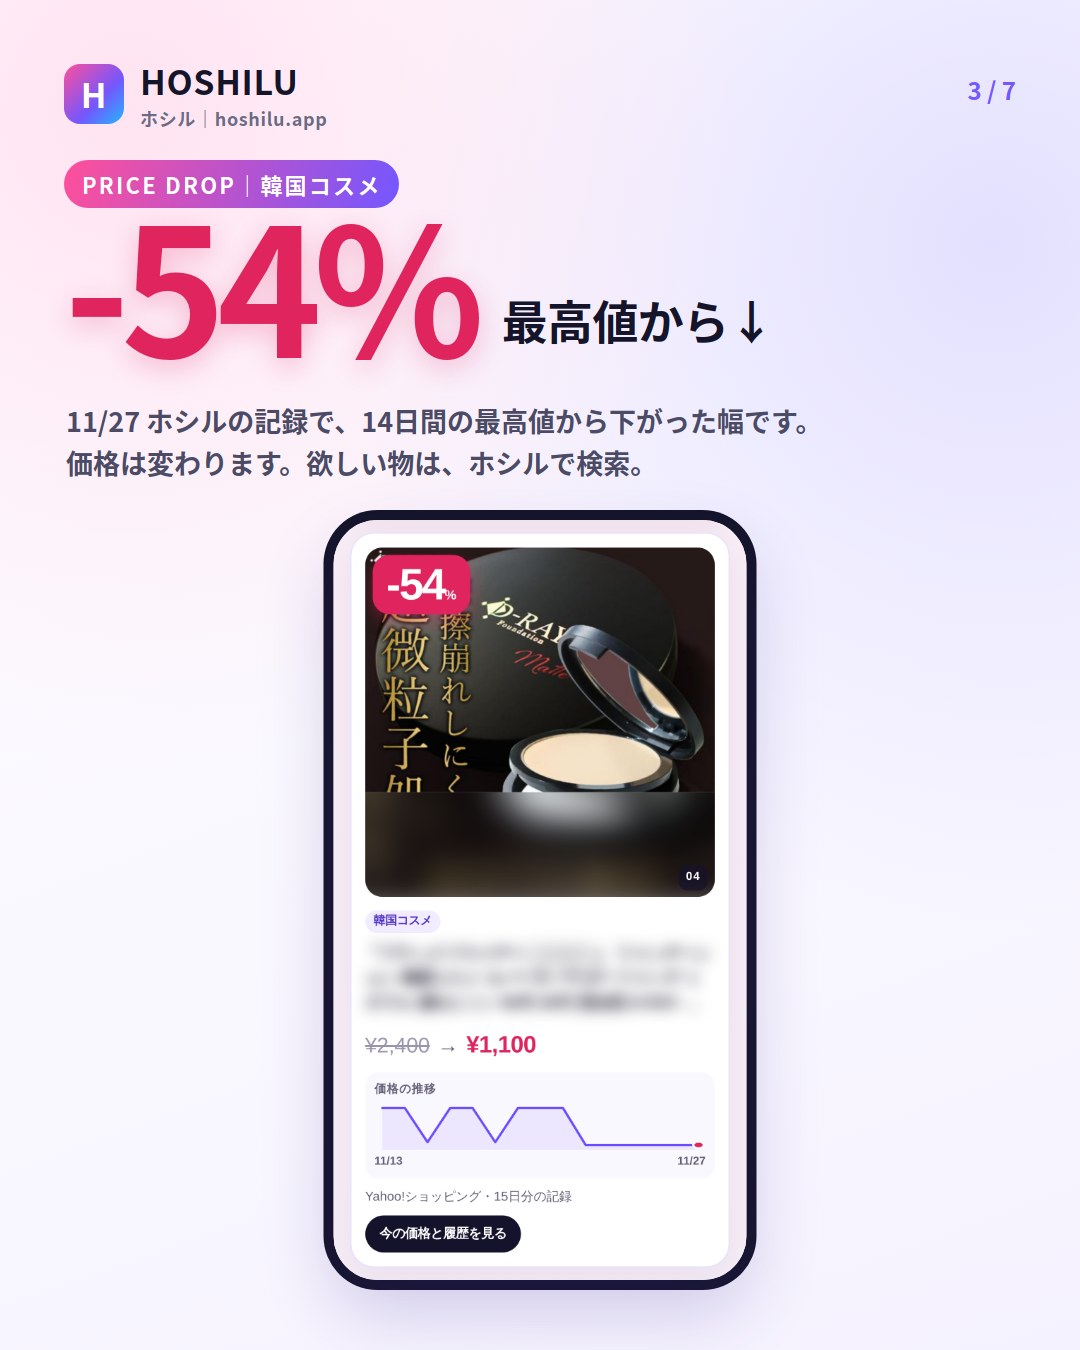 H
HOSHILU
ホシル｜hoshilu.app
3 / 7
PRICE DROP｜韓国コスメ
-54% 最高値から↓
11/27 ホシルの記録で、14日間の最高値から下がった幅です。
価格は変わります。欲しい物は、ホシルで検索。
-54%
擦崩れしにく
微粒子
D-RAY
Foundation
Matte
04
韓国コスメ
¥2,400 → ¥1,100
価格の推移
11/13
11/27
Yahoo!ショッピング・15日分の記録
今の価格と履歴を見る